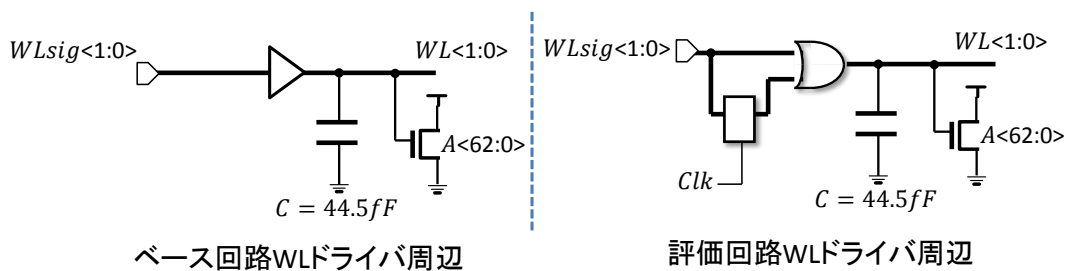 WLsig<1:0>
WL<1:0>
A<62:0>
C = 44.5fF
ベース回路WLドライバ周辺
WLsig<1:0>
WL<1:0>
A<62:0>
Clk
C = 44.5fF
評価回路WLドライバ周辺